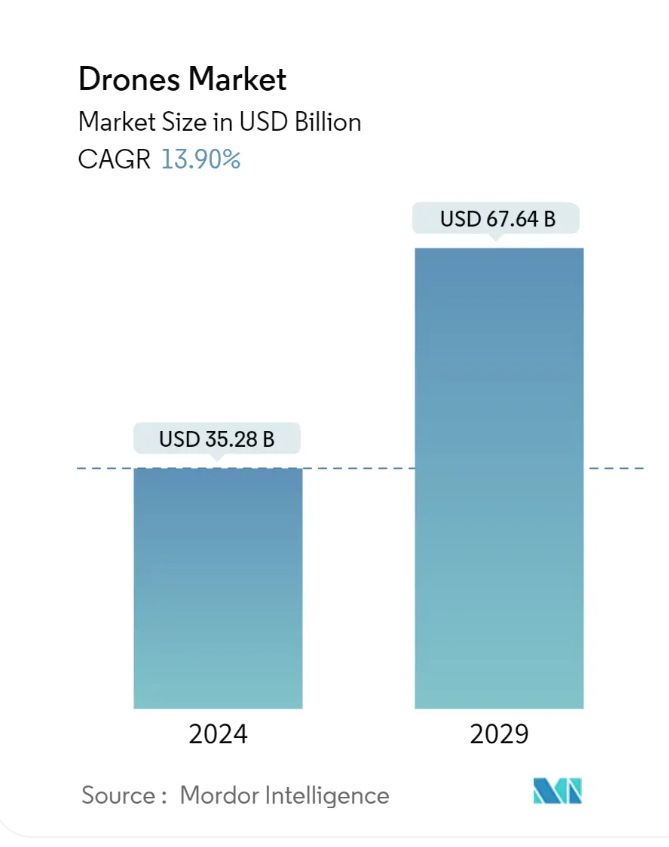 Drones Market
Market Size in USD Billion
CAGR 13.90%
USD 67.64 B
USD 35.28 B
2024 2029
Source : Mordor Intelligence